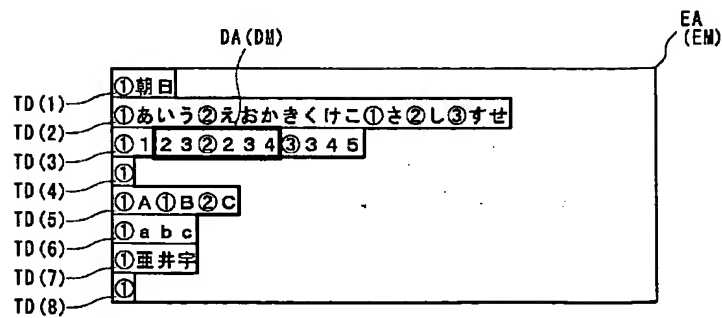 EA
(EM)
DA(DM)
①朝日
TD(1)
①あいう②えおかきくけこ①さ②し③すせ
TD(2)
①1 2 3②2 3 4③3 4 5
TD(3)
①
TD(4)
①A①B②C
TD(5)
①a b c
TD(6)
①亜井宇
TD(7)
①
TD(8)